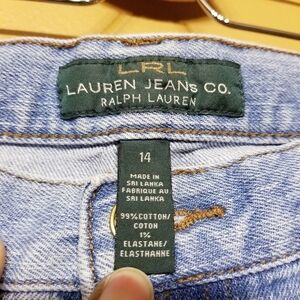 LRL
LAUREN JEANS CO.
RALPH LAUREN
14
MADE IN
SRI LANKA
FABRIQUE AU
SRI LANKA
99% COTTON/
COTON
1%
ELASTANE/
ELASTHANNE